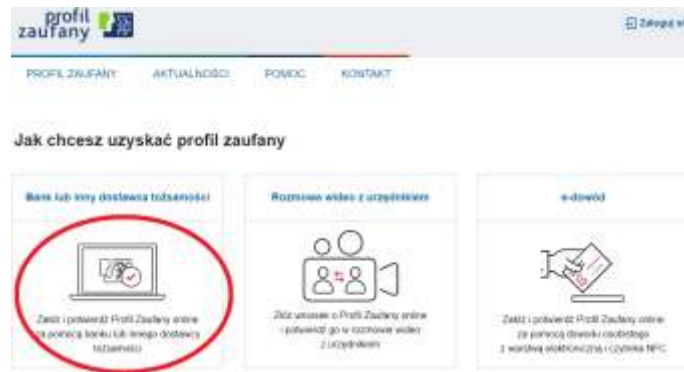 profil
zaufany
Zaloguj
PROFIL ZAUFANY AKTUALNOŚCI POMOC KONTAKT
Jak chcesz uzyskać profil zaufany
Bank lub inny dostawca tożsamości
Rozmowa wideo z urzędnikiem
e-dowód
Załóż i potwierdź Profil Zaufany online
za pomocą banku lub innego dostawcy
tożsamości
Złóż wniosek o Profil Zaufany online
i potwierdź go w rozmowie wideo
z urzędnikiem
Załóż i potwierdź Profil Zaufany online
za pomocą dowodu osobistego
z warstwą elektroniczną i czytnika NFC